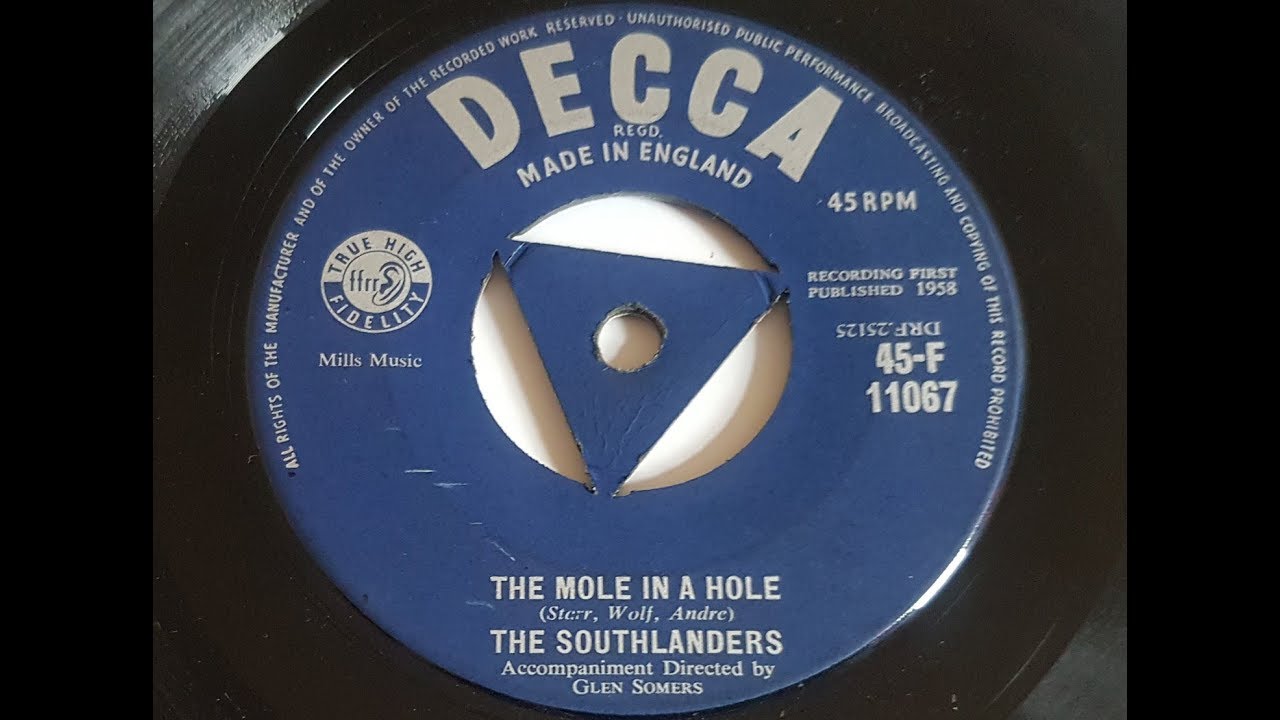 ALL RIGHTS OF THE MANUFACTURER AND OF THE OWNER OF THE RECORDED WORK RESERVED · UNAUTHORISED PUBLIC PERFORMANCE BROADCASTING AND COPYING OF THIS RECORD PROHIBITED
DECCA
REGD.
MADE IN ENGLAND
45 RPM
TRUE HIGH
ffrr
FIDELITY
Mills Music
RECORDING FIRST
PUBLISHED 1958
DRF.25125
45-F
11067
THE MOLE IN A HOLE
(Starr, Wolf, Andre)
THE SOUTHLANDERS
Accompaniment Directed by
GLEN SOMERS